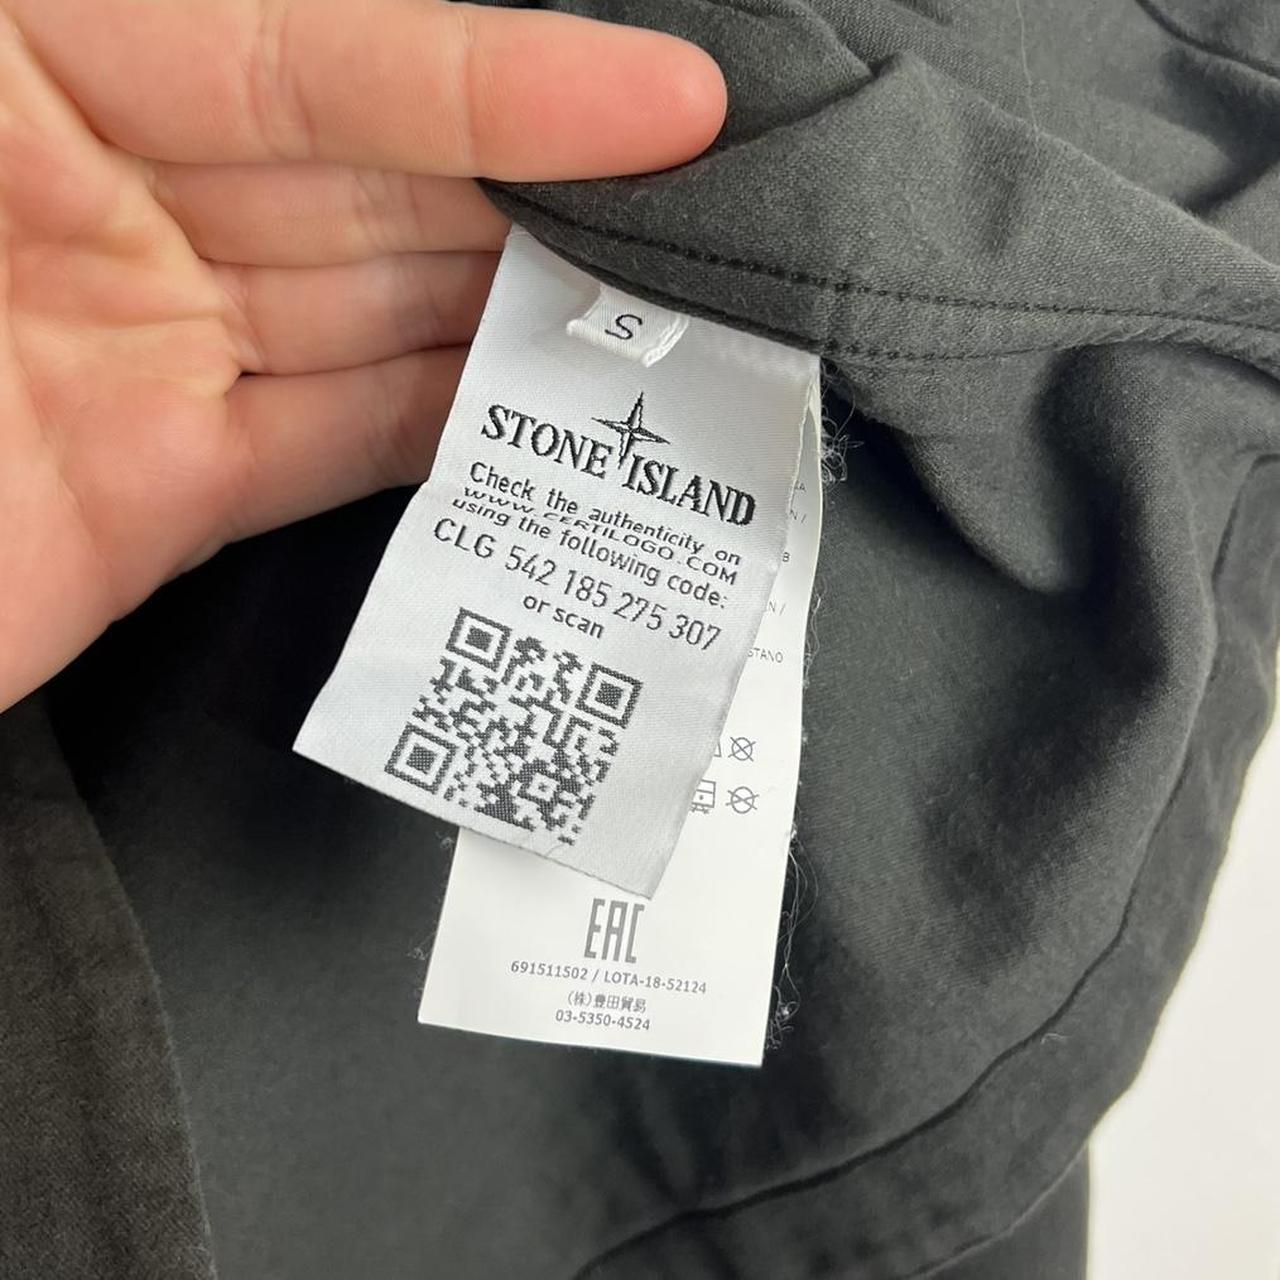 S
STONE ISLAND
Check the authenticity on
WWW.CERTILOGO.COM
using the following code:
CLG 542 185 275 307
or scan
STANO
EAC
691511502 / LOTA-18-52124
(株)豊田貿易
03-5350-4524